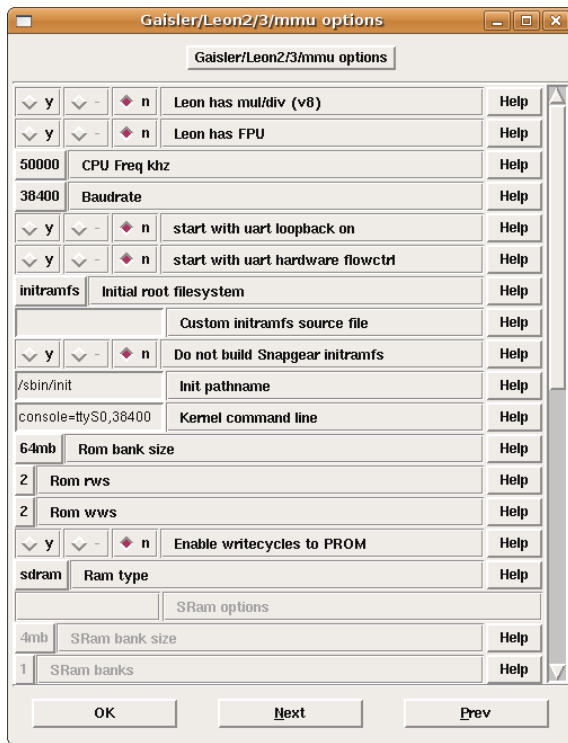 Gaisler/Leon2/3/mmu options
Gaisler/Leon2/3/mmu options
y - n Leon has mul/div (v8) Help
y - n Leon has FPU Help
50000 CPU Freq khz Help
38400 Baudrate Help
y - n start with uart loopback on Help
y - n start with uart hardware flowctrl Help
initramfs Initial root filesystem Help
Custom initramfs source file Help
y - n Do not build Snapgear initramfs Help
/sbin/init Init pathname Help
console=ttyS0,38400 Kernel command line Help
64mb Rom bank size Help
2 Rom rws Help
2 Rom wws Help
y - n Enable writecycles to PROM Help
sdram Ram type Help
SRam options
4mb SRam bank size Help
1 SRam banks Help
OK Next Prev